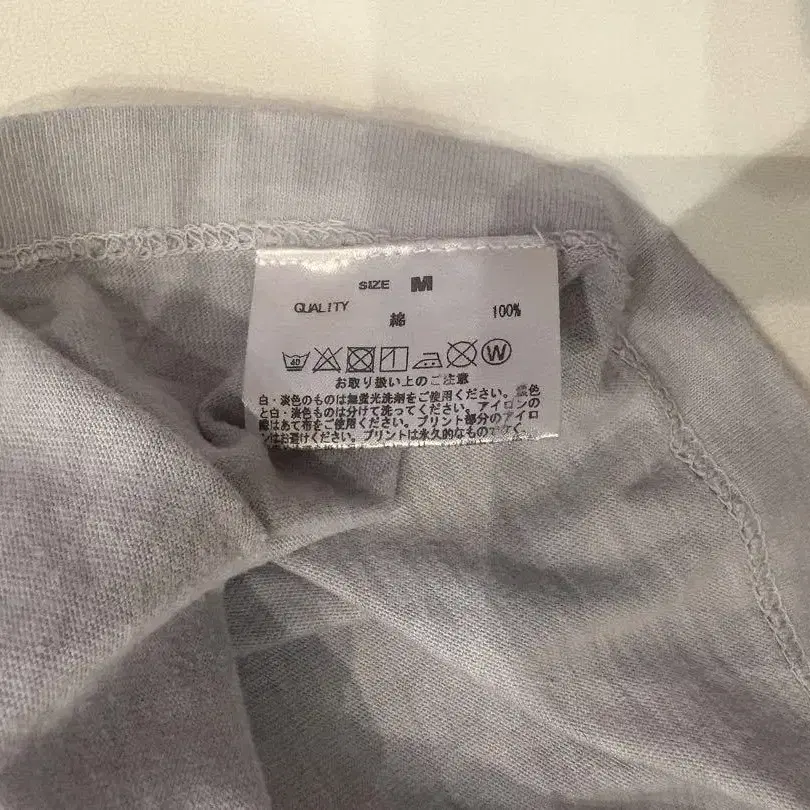 SIZE M
QUALITY
綿 100%
40 W
お取り扱い上のご注意
白・淡色のものは無蛍光洗剤をご使用ください。濃色
と白・淡色ものは分けて洗ってください。アイロンの
際はあて布をご使用ください。プリント部分のアイロ
ンはお避けください。プリントは永久的なものでなく、